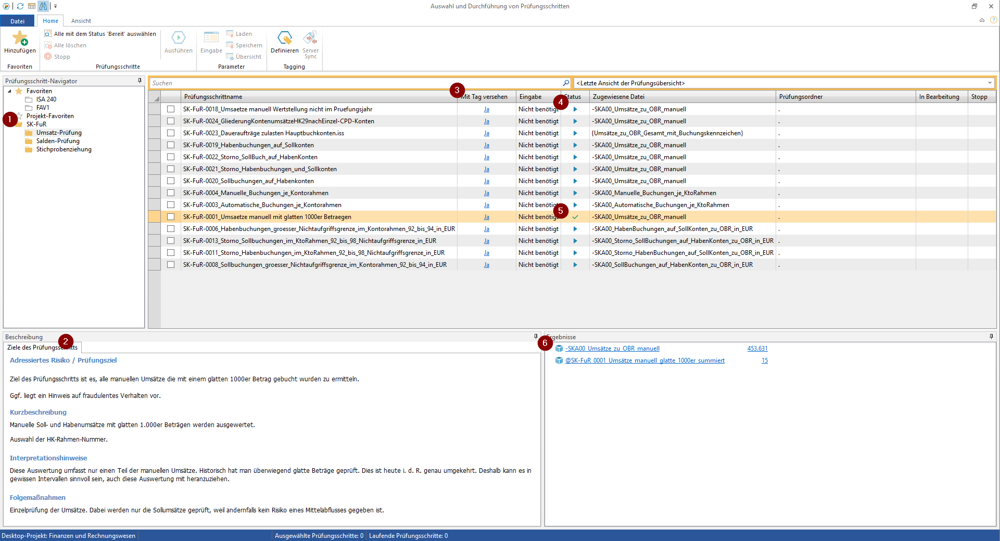 Auswahl und Durchführung von Prüfungsschritten
Datei Home Ansicht
Hinzufügen
Favoriten
Alle mit dem Status 'Bereit' auswählen
Alle löschen
Stopp
Ausführen
Prüfungsschritte
Eingabe
Laden
Speichern
Übersicht
Parameter
Definieren
Server Sync
Tagging
Prüfungsschritt-Navigator
Favoriten
ISA 240
FAV1
1 Projekt-Favoriten
SK-FuR
Umsatz-Prüfung
Salden-Prüfung
Stichprobenziehung
Suchen <Letzte Ansicht der Prüfungsübersicht>
Prüfungsschrittname 3 Mit Tag versehen Eingabe 4 Status Zugewiesene Datei Prüfungsordner In Bearbeitung Stopp
SK-FuR-0018_Umsaetze manuell Wertstellung nicht im Pruefungsjahr Ja Nicht benötigt -SKA00_Umsätze_zu_OBR_manuell .
SK-FuR-0024_GliederungKontenumsätzeHK29nachEinzel-CPD-Konten Ja Nicht benötigt -SKA00_Umsätze_zu_OBR_manuell .
SK-FuR-0023_Daueraufträge zulasten Hauptbuchkonten.iss Ja Nicht benötigt {Umsätze_zu_OBR_Gesamt_mit_Buchungskennzeichen} .
SK-FuR-0019_Habenbuchungen_auf_Sollkonten Ja Nicht benötigt -SKA00_Umsätze_zu_OBR_manuell .
SK-FuR-0022_Storno_SollBuch_auf_HabenKonten Ja Nicht benötigt -SKA00_Umsätze_zu_OBR_manuell .
SK-FuR-0021_Storno_Habenbuchungen_und_Sollkonten Ja Nicht benötigt -SKA00_Umsätze_zu_OBR_manuell .
SK-FuR-0020_Sollbuchungen_auf_Habenkonten Ja Nicht benötigt -SKA00_Umsätze_zu_OBR_manuell .
SK-FuR-0004_Manuelle_Buchungen_je_Kontorahmen Ja Nicht benötigt -SKA00_Manuelle_Buchungen_je_KtoRahmen .
SK-FuR-0003_Automatische_Buchungen_je_Kontorahmen Ja Nicht benötigt -SKA00_Automatische_Buchungen_je_KtoRahmen .
SK-FuR-0001_Umsaetze manuell mit glatten 1000er Betraegen Ja Nicht benötigt 5 -SKA00_Umsätze_zu_OBR_manuell .
SK-FuR-0006_Habenbuchungen_groesser_Nichtaufgriffsgrenze_im_Kontorahmen_92_bis_94_in_EUR Ja Nicht benötigt -SKA00_HabenBuchungen_auf_SollKonten_zu_OBR_in_EUR .
SK-FuR-0013_Storno_Sollbuchungen_im_KtoRahmen_92_bis_98_Nichtaufgriffsgrenze_in_EUR Ja Nicht benötigt -SKA00_Storno_SollBuchungen_auf_HabenKonten_zu_OBR_in_EUR .
SK-FuR-0011_Storno_Habenbuchungen_im_KtoRahmen_92_bis_98_Nichtaufgriffsgrenze_in_EUR Ja Nicht benötigt -SKA00_Storno_HabenBuchungen_auf_SollKonten_zu_OBR_in_EUR .
SK-FuR-0008_Sollbuchungen_groesser_Nichtaufgriffsgrenze_im_Kontorahmen_92_bis_94_in_EUR Ja Nicht benötigt -SKA00_SollBuchungen_auf_HabenKonten_zu_OBR_in_EUR .
Beschreibung
2
Ziele des Prüfungsschritts
Adressiertes Risiko / Prüfungsziel
Ziel des Prüfungsschritts ist es, alle manuellen Umsätze die mit einem glatten 1000er Betrag gebucht wurden zu ermitteln.
Ggf. liegt ein Hinweis auf fraudulentes Verhalten vor.
Kurzbeschreibung
Manuelle Soll- und Habenumsätze mit glatten 1.000er Beträgen werden ausgewertet.
Auswahl der HK-Rahmen-Nummer.
Interpretationshinweise
Diese Auswertung umfasst nur einen Teil der manuellen Umsätze. Historisch hat man überwiegend glatte Beträge geprüft. Dies ist heute i. d. R. genau umgekehrt. Deshalb kann es in
gewissen Intervallen sinnvoll sein, auch diese Auswertung mit heranzuziehen.
Folgemaßnahmen
Einzelprüfung der Umsätze. Dabei werden nur die Sollumsätze geprüft, weil andernfalls kein Risiko eines Mittelabflusses gegeben ist.
6 Ergebnisse
-SKA00_Umsätze_zu_OBR_manuell 453.631
@SK-FuR_0001_Umsätze_manuell_glatte_1000er_summiert 15
Desktop-Projekt: Finanzen und Rechnungswesen Ausgewählte Prüfungsschritte: 0 Laufende Prüfungsschritte: 0